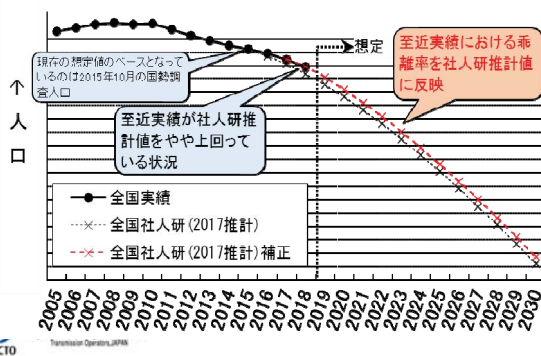 想定
現在の想定値のベースとなって
いるのは2015年10月の国勢調
査人口
至近実績における乖
離率を社人研推計値
に反映
至近実績が社人研推
計値をやや上回って
いる状況
↑
人
口
全国実績
全国社人研(2017推計)
全国社人研(2017推計)補正
2005 2006 2007 2008 2009 2010 2011 2012 2013 2014 2015 2016 2017 2018 2019 2020 2021 2022 2023 2024 2025 2026 2027 2028 2029 2030
CTO
Transmission Operators, JAPAN